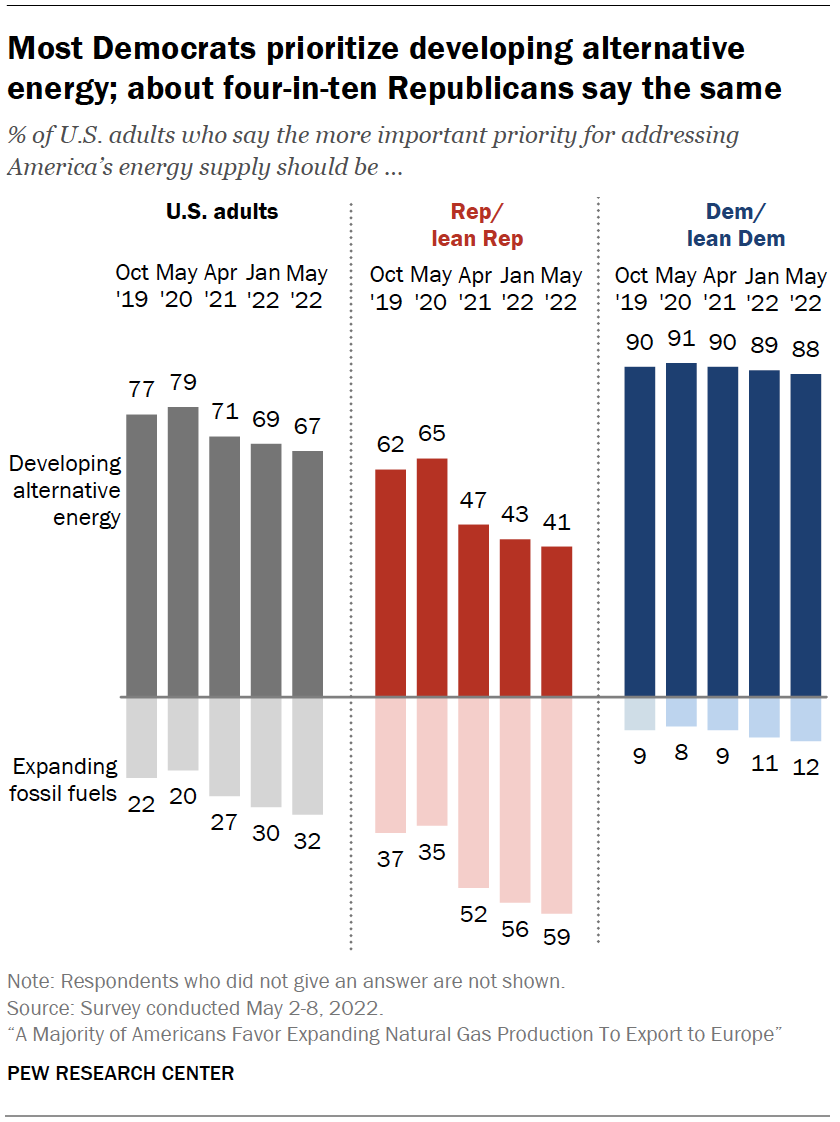 Most Democrats prioritize developing alternative
energy; about four-in-ten Republicans say the same
% of U.S. adults who say the more important priority for addressing
America's energy supply should be ...
U.S. adults
Rep/
lean Rep
Dem/
lean Dem
Oct May Apr Jan May
'19 '20 '21 '22 '22
Oct May Apr Jan May
'19 '20 '21 '22 '22
Oct May Apr Jan May
'19 '20 '21 '22 '22
77 79 71 69 67
62 65 47 43 41
90 91 90 89 88
Developing
alternative
energy
Expanding
fossil fuels
22 20 27 30 32
37 35 52 56 59
9 8 9 11 12
Note: Respondents who did not give an answer are not shown.
Source: Survey conducted May 2-8, 2022.
“A Majority of Americans Favor Expanding Natural Gas Production To Export to Europe”
PEW RESEARCH CENTER